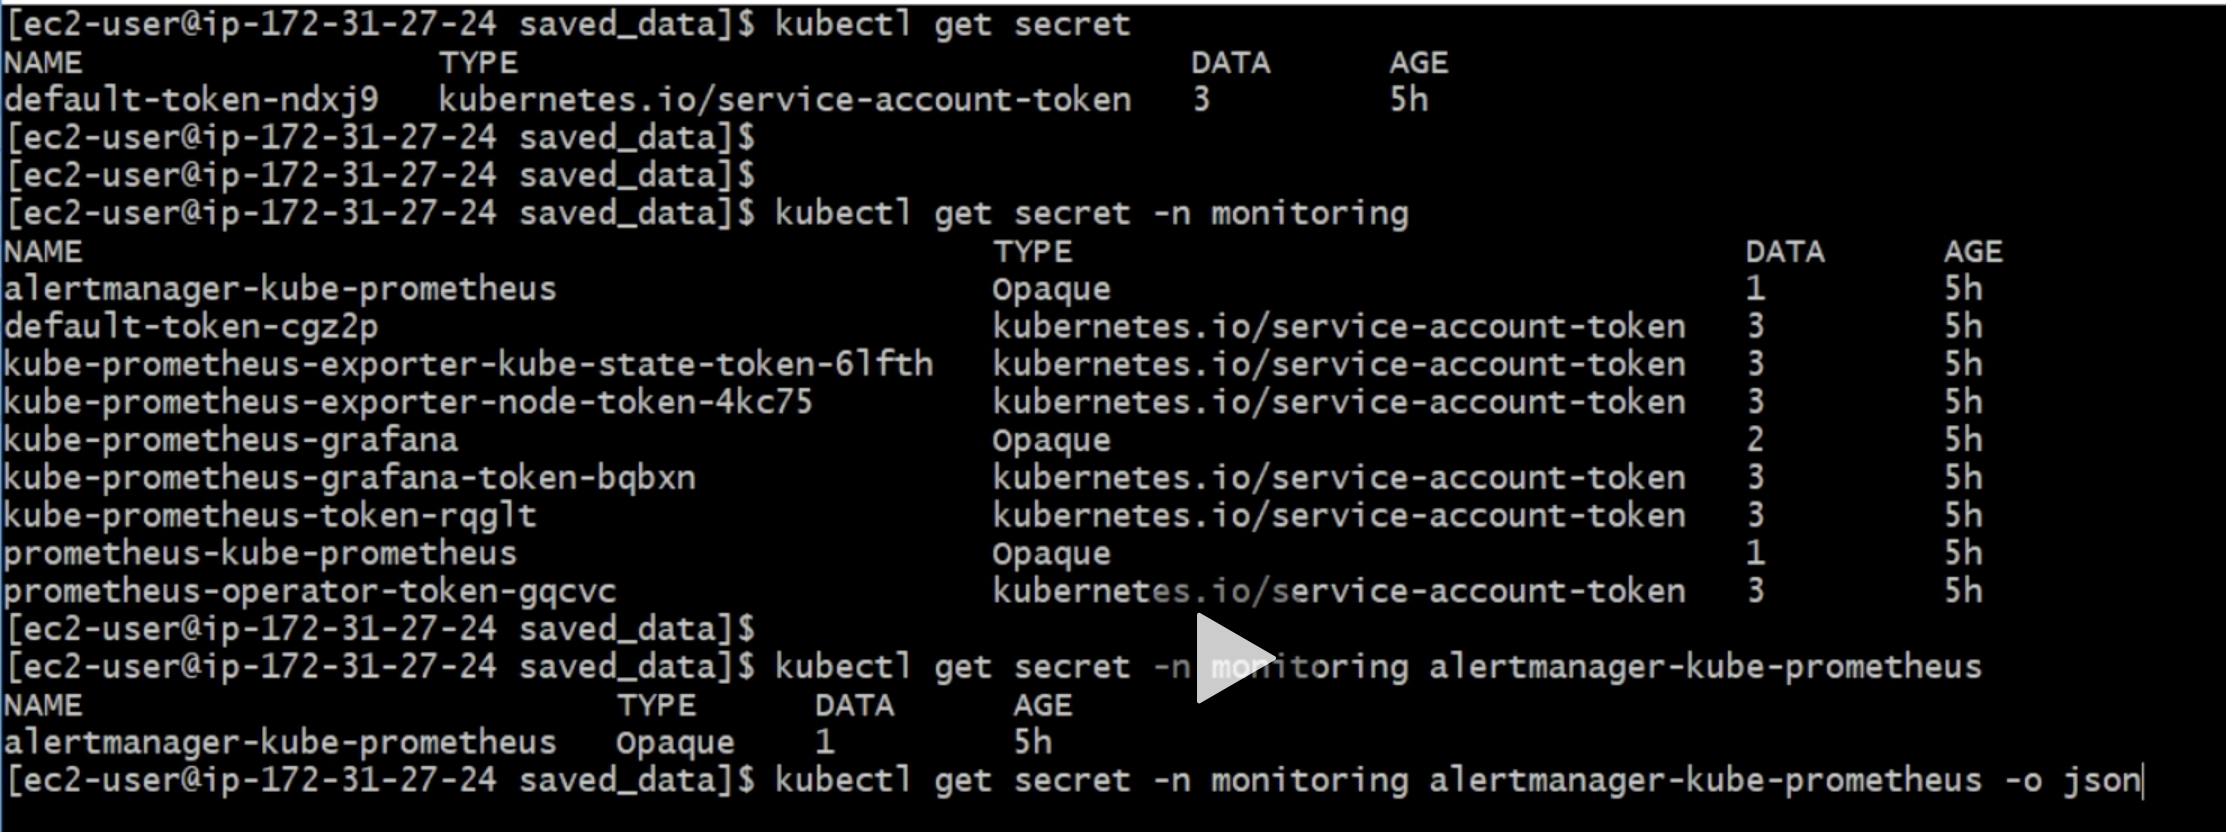 [ec2-user@ip-172-31-27-24 saved_data]$ kubectl get secret
NAME TYPE DATA AGE
default-token-ndxj9 kubernetes.io/service-account-token 3 5h
[ec2-user@ip-172-31-27-24 saved_data]$
[ec2-user@ip-172-31-27-24 saved_data]$
[ec2-user@ip-172-31-27-24 saved_data]$ kubectl get secret -n monitoring
NAME TYPE DATA AGE
alertmanager-kube-prometheus Opaque 1 5h
default-token-cgz2p kubernetes.io/service-account-token 3 5h
kube-prometheus-exporter-kube-state-token-6lfth kubernetes.io/service-account-token 3 5h
kube-prometheus-exporter-node-token-4kc75 kubernetes.io/service-account-token 3 5h
kube-prometheus-grafana Opaque 2 5h
kube-prometheus-grafana-token-bqbxn kubernetes.io/service-account-token 3 5h
kube-prometheus-token-rqglt kubernetes.io/service-account-token 3 5h
prometheus-kube-prometheus Opaque 1 5h
prometheus-operator-token-gqcvc kubernetes.io/service-account-token 3 5h
[ec2-user@ip-172-31-27-24 saved_data]$
[ec2-user@ip-172-31-27-24 saved_data]$ kubectl get secret -n monitoring alertmanager-kube-prometheus
NAME TYPE DATA AGE
alertmanager-kube-prometheus Opaque 1 5h
[ec2-user@ip-172-31-27-24 saved_data]$ kubectl get secret -n monitoring alertmanager-kube-prometheus -o json